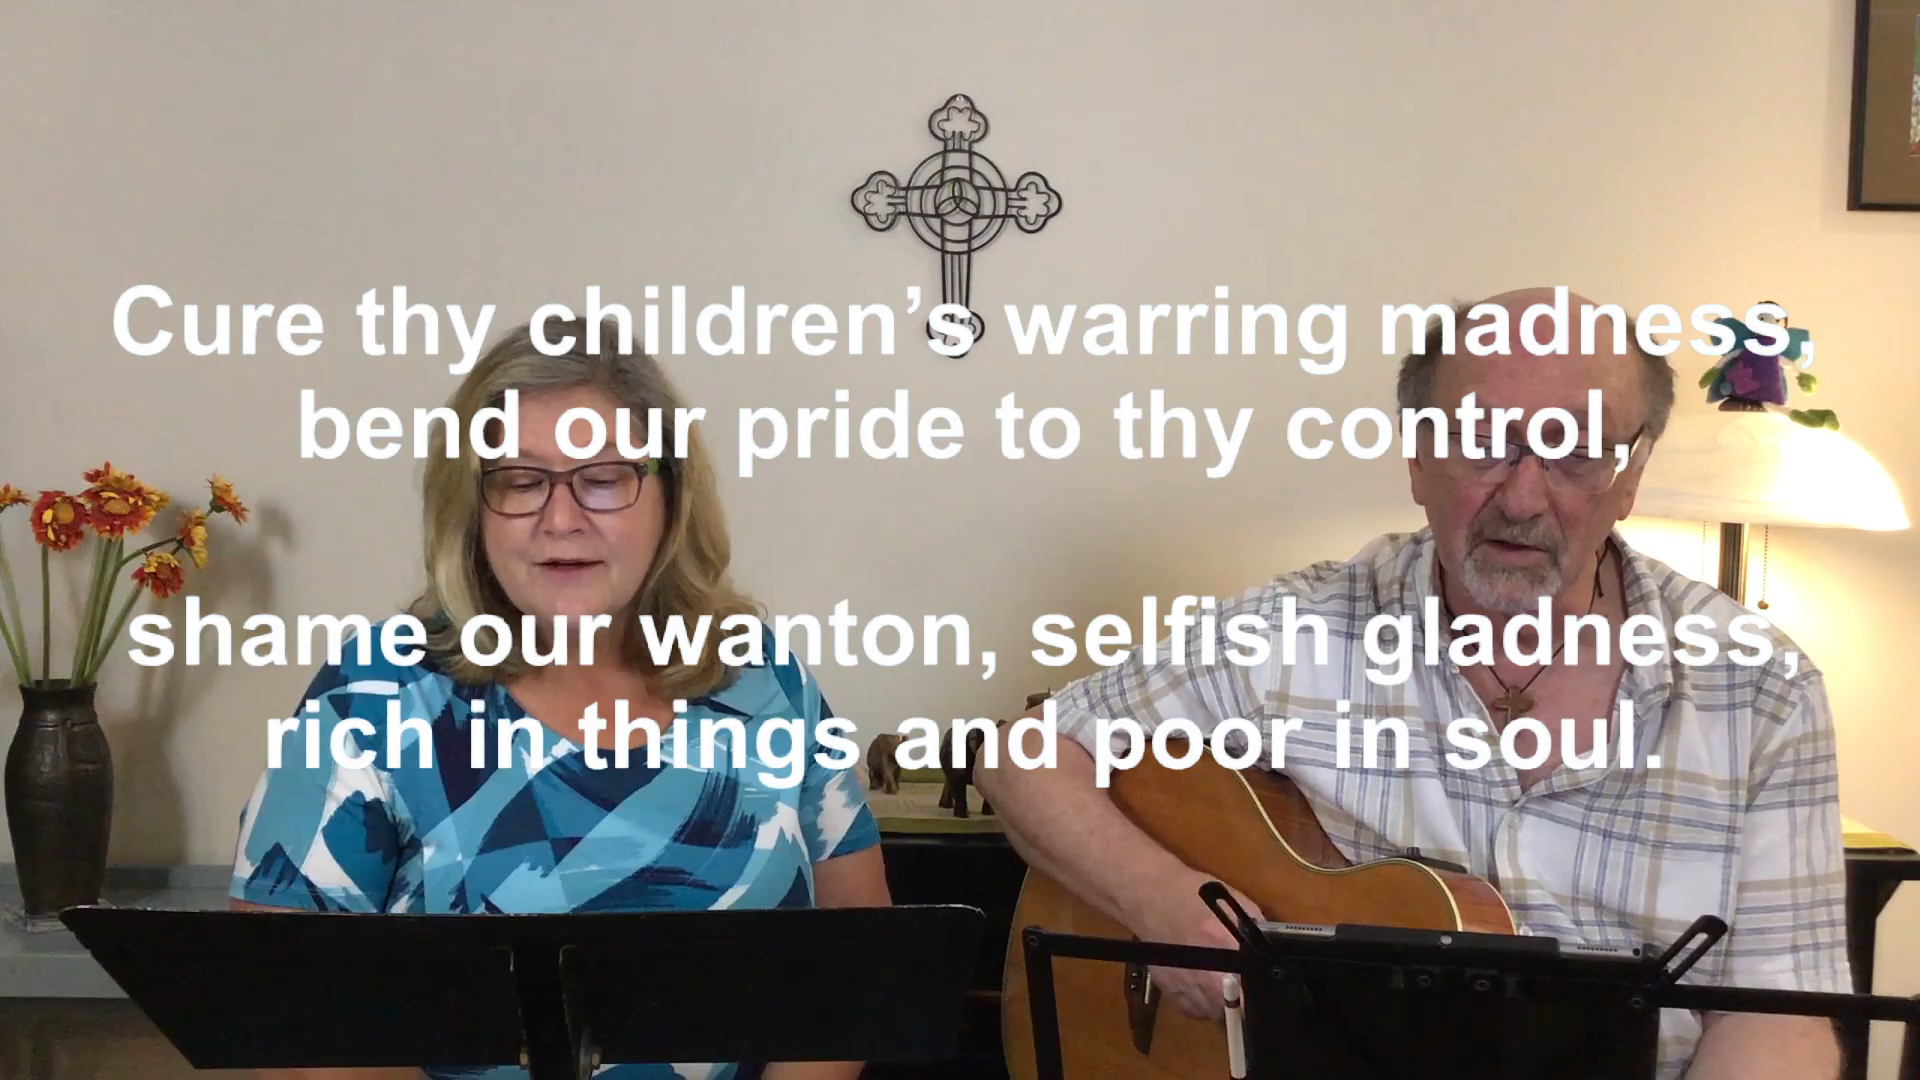 Cure thy children’s warring madness,
bend our pride to thy control,
shame our wanton, selfish gladness,
rich in things and poor in soul.